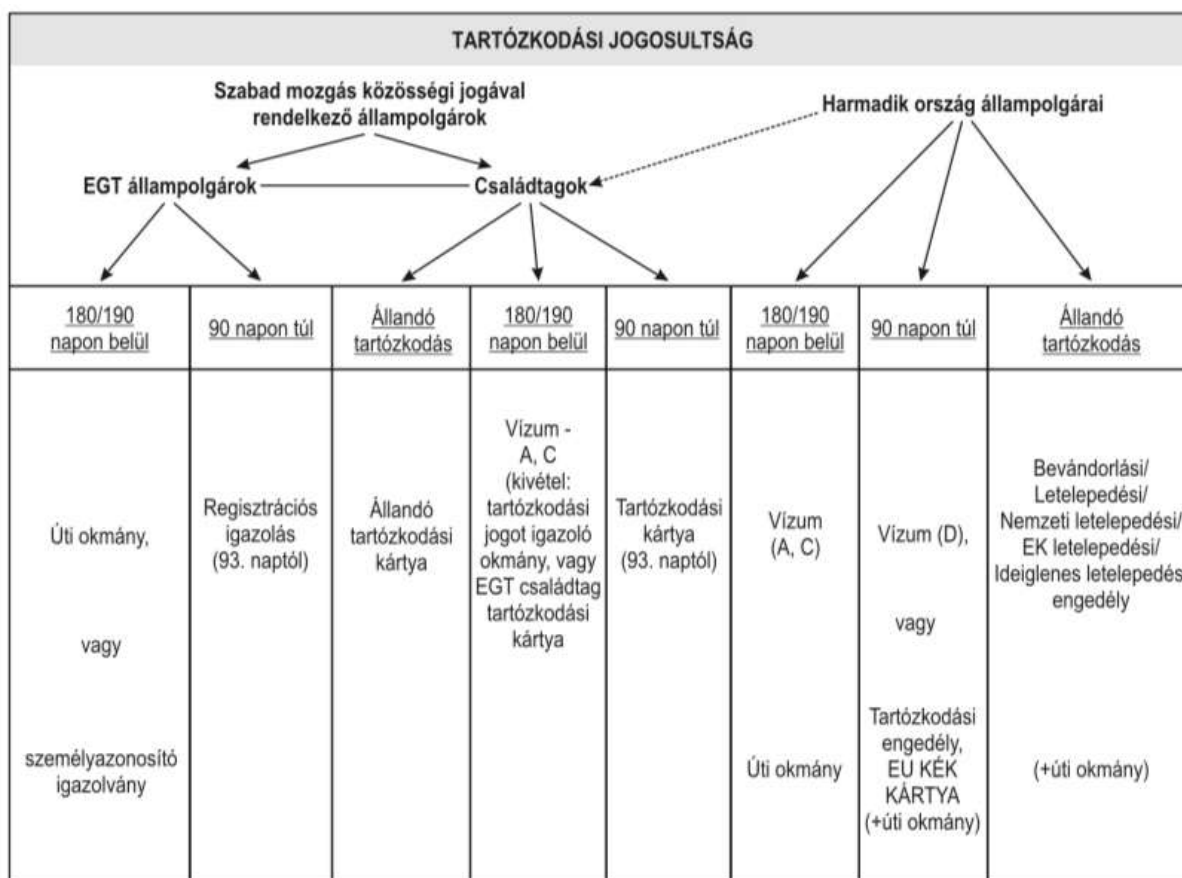 TARTÓZKODÁSI JOGOSULTSÁG
Szabad mozgás közösségi jogával
rendelkező állampolgárok
Harmadik ország állampolgárai
EGT állampolgárok
Családtagok
180/190
napon belül
90 napon túl
Állandó
tartózkodás
180/190
napon belül
90 napon túl
180/190
napon belül
90 napon túl
Állandó
tartózkodás
Úti okmány,
vagy
személyazonosító
igazolvány
Regisztrációs
igazolás
(93. naptól)
Állandó
tartózkodási
kártya
Vízum -
A, C
(kivétel:
tartózkodási
jogot igazoló
okmány, vagy
EGT családtag
tartózkodási
kártya
Tartózkodási
kártya
(93. naptól)
Vízum
(A, C)
Úti okmány
Vízum (D),
vagy
Tartózkodási
engedély,
EU KÉK
KÁRTYA
(+úti okmány)
Bevándorlási/
Letelepedési/
Nemzeti letelepedési/
EK letelepedési/
Ideiglenes letelepedés
engedély
(+úti okmány)